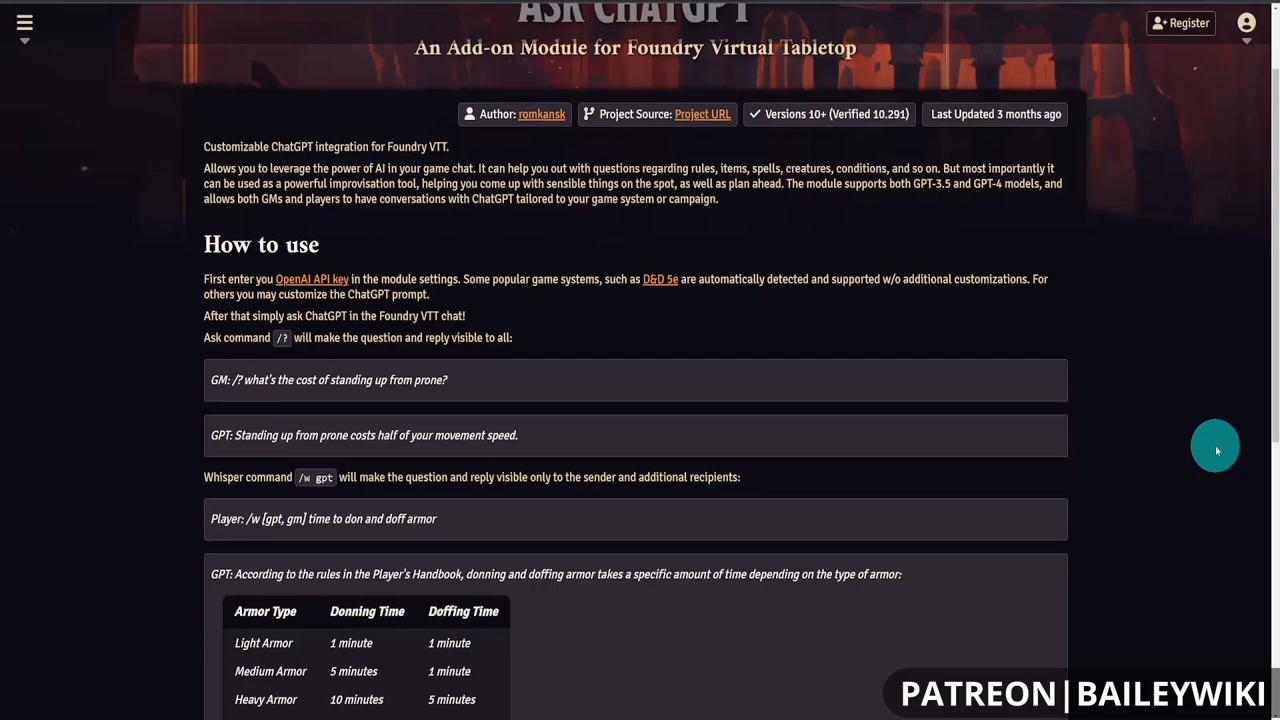 ASK CHATGPT
Register
An Add-on Module for Foundry Virtual Tabletop
Author: romkansk
Project Source: Project URL
Versions 10+ (Verified 10.291)
Last Updated 3 months ago
Customizable ChatGPT integration for Foundry VTT.
Allows you to leverage the power of AI in your game chat. It can help you out with questions regarding rules, items, spells, creatures, conditions, and so on. But most importantly it
can be used as a powerful improvisation tool, helping you come up with sensible things on the spot, as well as plan ahead. The module supports both GPT-3.5 and GPT-4 models, and
allows both GMs and players to have conversations with ChatGPT tailored to your game system or campaign.
How to use
First enter you OpenAI API key in the module settings. Some popular game systems, such as D&D 5e are automatically detected and supported w/o additional customizations. For
others you may customize the ChatGPT prompt.
After that simply ask ChatGPT in the Foundry VTT chat!
Ask command /? will make the question and reply visible to all:
GM: /? what's the cost of standing up from prone?
GPT: Standing up from prone costs half of your movement speed.
Whisper command /w gpt will make the question and reply visible only to the sender and additional recipients:
Player: /w [gpt, gm] time to don and doff armor
GPT: According to the rules in the Player's Handbook, donning and doffing armor takes a specific amount of time depending on the type of armor:
Armor Type Donning Time Doffing Time
Light Armor 1 minute 1 minute
Medium Armor 5 minutes 1 minute
Heavy Armor 10 minutes 5 minutes
PATREON|BAILEYWIKI